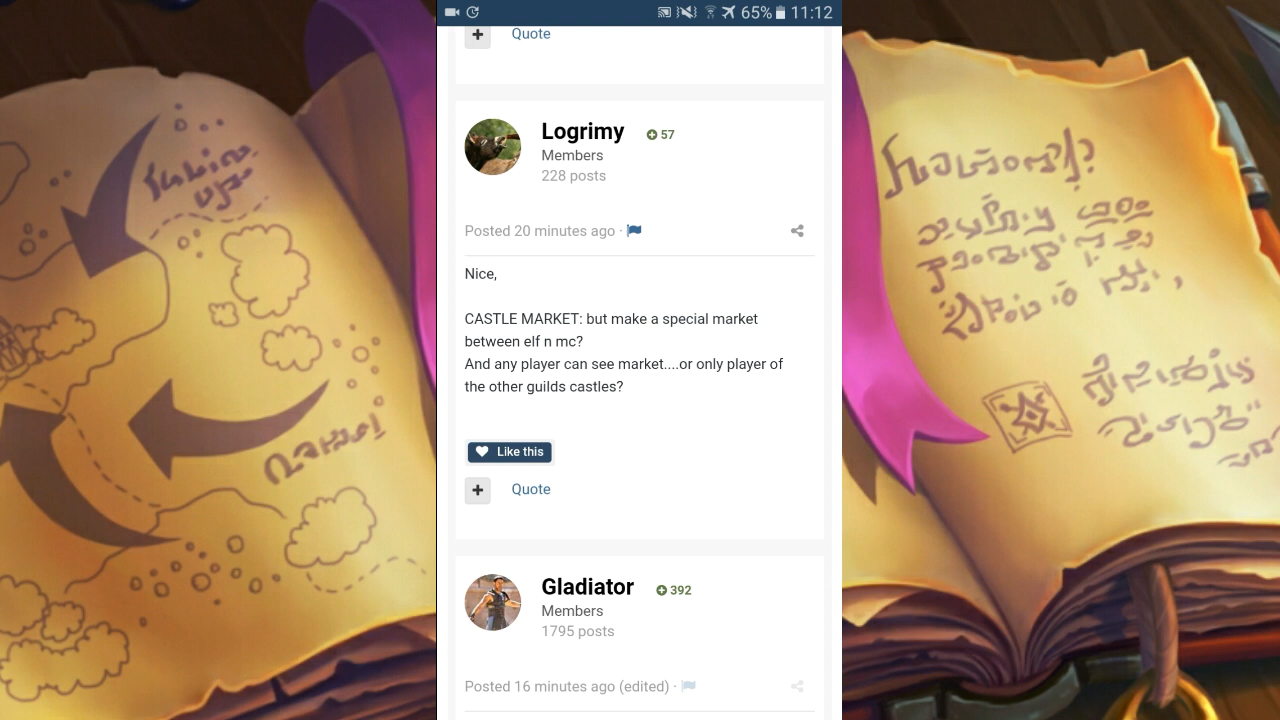 65% 11:12
Quote
Logrimy 57
Members
228 posts
Posted 20 minutes ago ·
Nice,
CASTLE MARKET: but make a special market
between elf n mc?
And any player can see market....or only player of
the other guilds castles?
Like this
Quote
Gladiator 392
Members
1795 posts
Posted 16 minutes ago (edited) ·